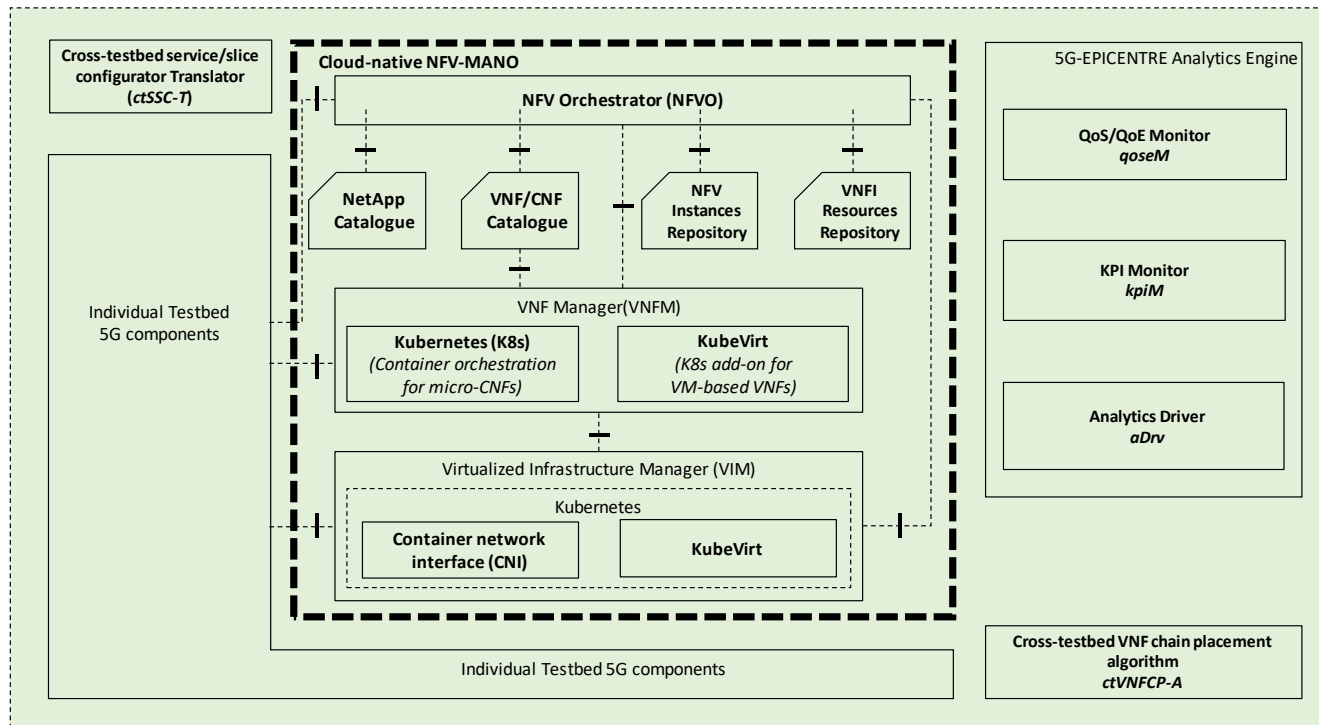 Cross-testbed service/slice
configurator Translator
(ctSSC-T)
Cloud-native NFV-MANO
NFV Orchestrator (NFVO)
NetApp
Catalogue
VNF/CNF
Catalogue
NFV
Instances
Repository
VNFI
Resources
Repository
Individual Testbed
5G components
VNF Manager(VNFM)
Kubernetes (K8s)
(Container orchestration
for micro-CNFs)
KubeVirt
(K8s add-on for
VM-based VNFs)
Virtualized Infrastructure Manager (VIM)
Kubernetes
Container network
interface (CNI)
KubeVirt
Individual Testbed 5G components
5G-EPICENTRE Analytics Engine
QoS/QoE Monitor
qoseM
KPI Monitor
kpiM
Analytics Driver
aDrv
Cross-testbed VNF chain placement
algorithm
ctVNFCP-A